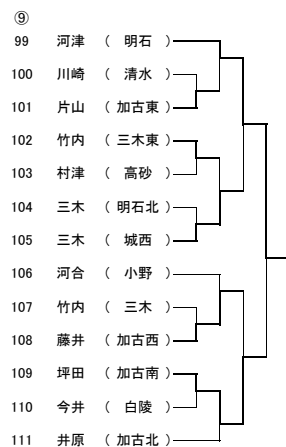 ⑨
99 河津 ( 明石 )
100 川崎 ( 清水 )
101 片山 ( 加古東 )
102 竹内 ( 三木東 )
103 村津 ( 高砂 )
104 三木 ( 明石北 )
105 三木 ( 城西 )
106 河合 ( 小野 )
107 竹内 ( 三木 )
108 藤井 ( 加古西 )
109 坪田 ( 加古南 )
110 今井 ( 白陵 )
111 井原 ( 加古北 )